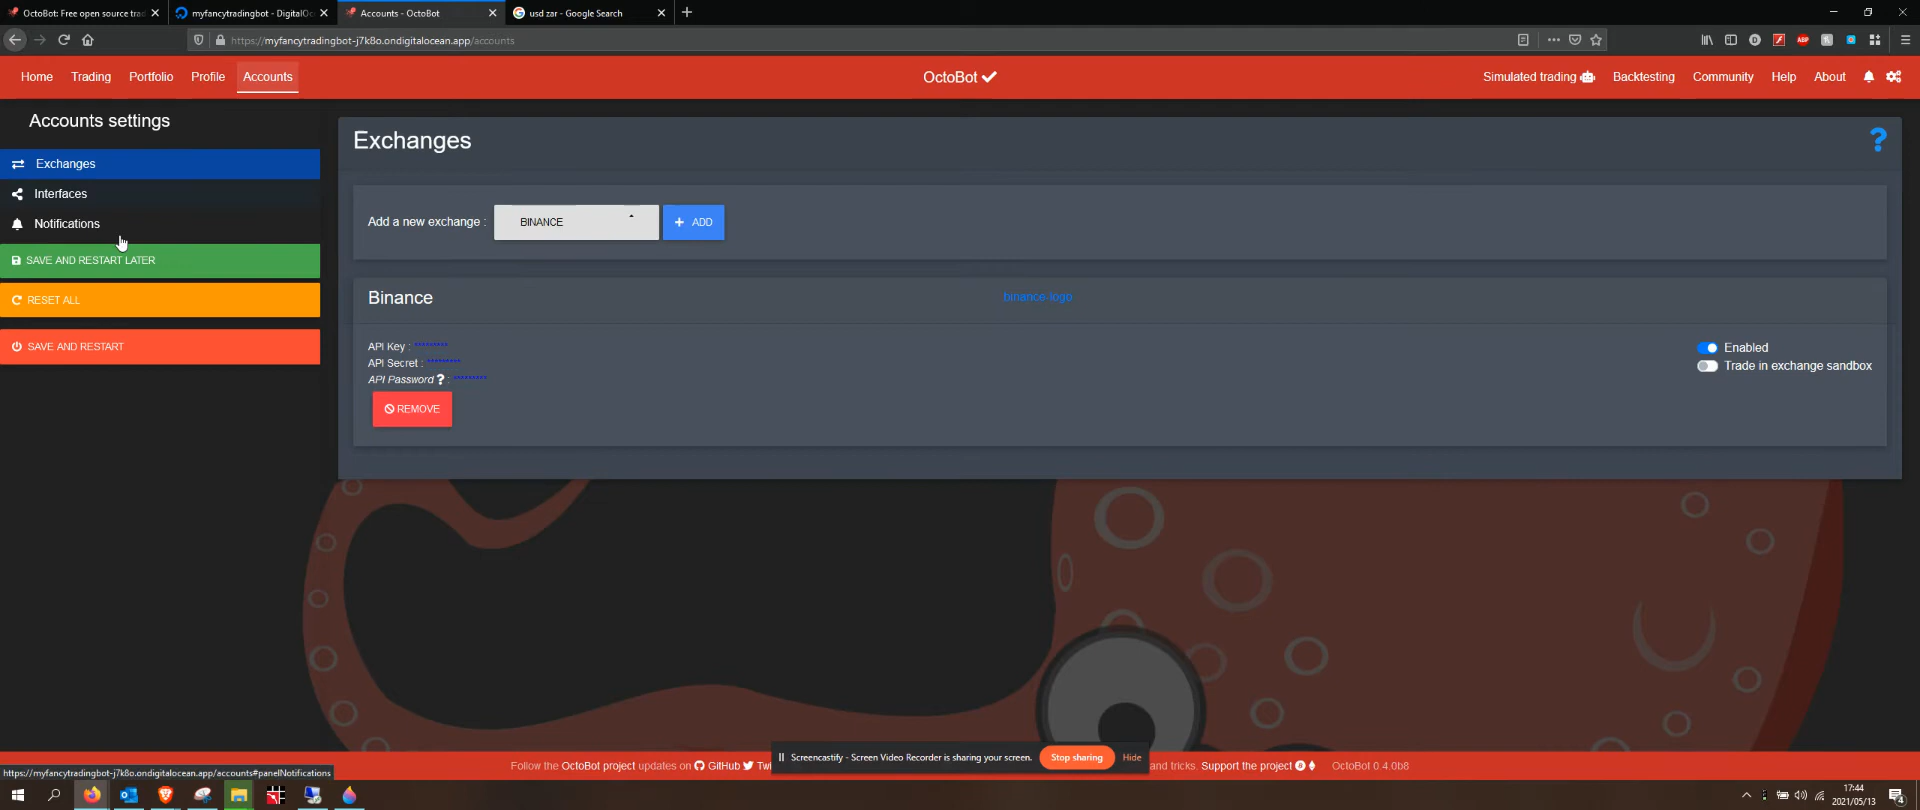 OctoBot: Free open source trad
myfancytradingbot - DigitalOc
Accounts - OctoBot
usd zar - Google Search
https://myfancytradingbot-j7k8o.ondigitalocean.app/accounts
Home Trading Portfolio Profile Accounts
OctoBot
Simulated trading Backtesting Community Help About
Accounts settings
Exchanges
Interfaces
Notifications
SAVE AND RESTART LATER
RESET ALL
SAVE AND RESTART
Exchanges
?
Add a new exchange : BINANCE + ADD
Binance
binance-logo
API Key : *********
API Secret : *********
API Password ? : *********
REMOVE
Enabled
Trade in exchange sandbox
Screencastify - Screen Video Recorder is sharing your screen. Stop sharing Hide
Follow the OctoBot project updates on GitHub and tricks. Support the project OctoBot 0.4.0b8
https://myfancytradingbot-j7k8o.ondigitalocean.app/accounts#panelNotifications
17:44
2021/05/13